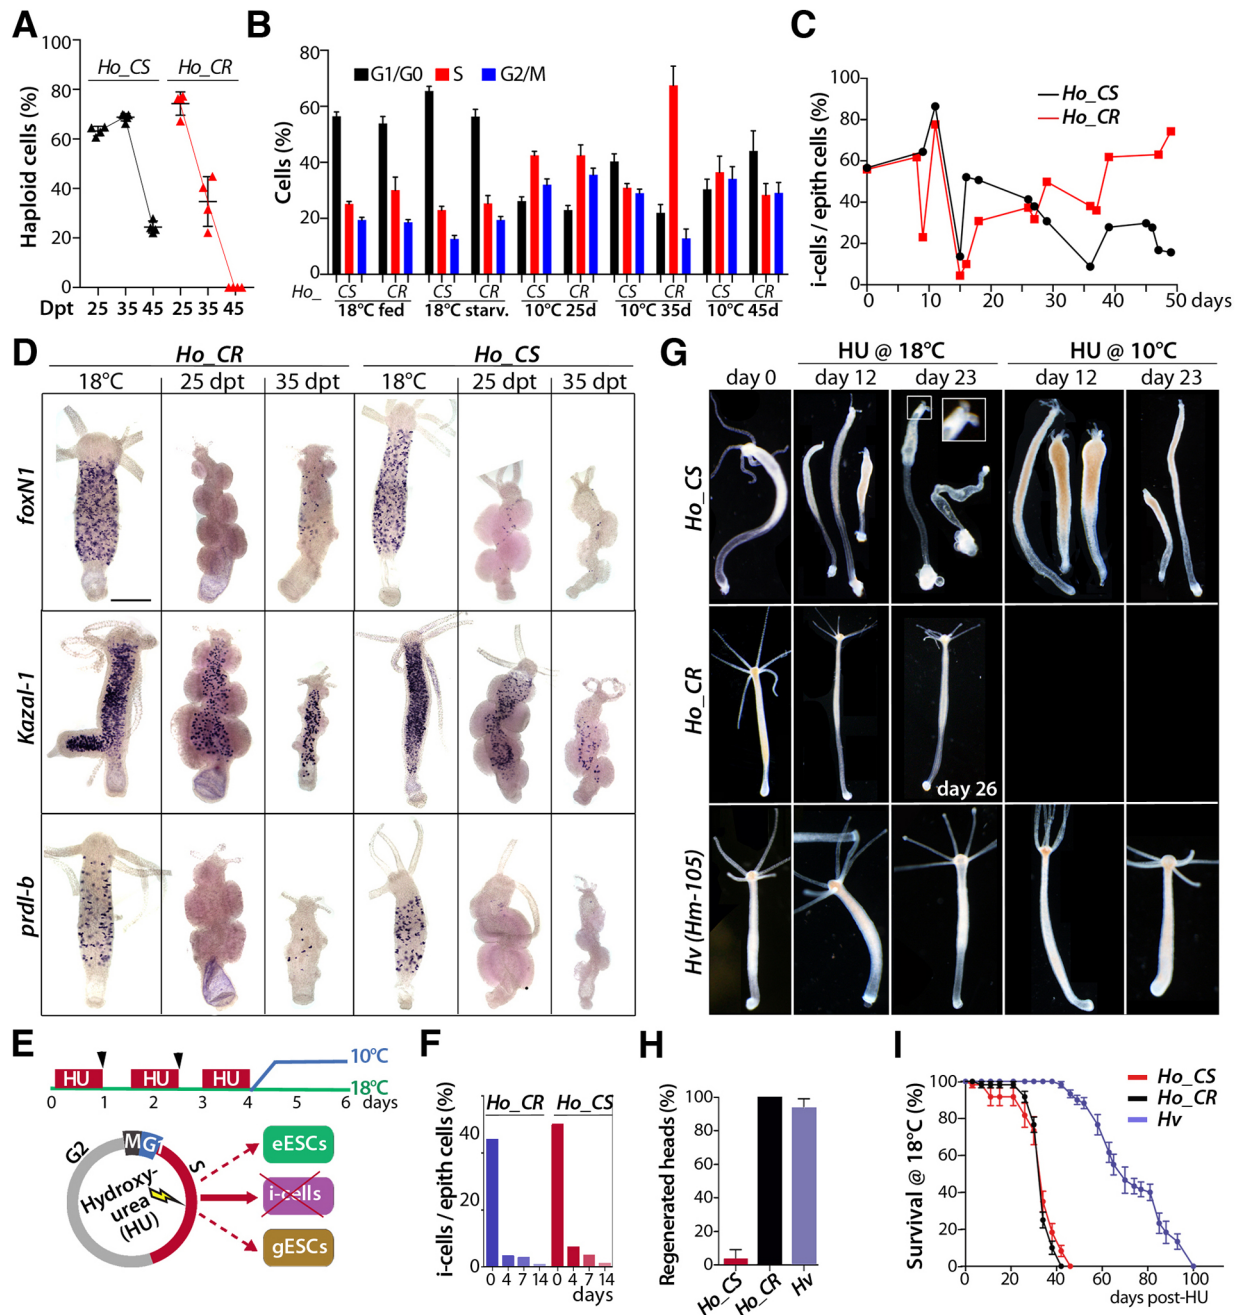 A
Ho_CS Ho_CR
Haploid cells (%)
100
80
60
40
20
0
Dpt 25 35 45 25 35 45
B
G1/G0 S G2/M
Cells (%)
80
60
40
20
0
Ho_ CS CR CS CR CS CR CS CR CS CR
18°C fed 18°C starv. 10°C 25d 10°C 35d 10°C 45d
C
Ho_CS
Ho_CR
i-cells / epith cells (%)
100
80
60
40
20
0
0 10 20 30 40 50 days
D
Ho_CR Ho_CS
18°C 25 dpt 35 dpt 18°C 25 dpt 35 dpt
foxN1
Kazal-1
prdl-b
G
HU @ 18°C HU @ 10°C
day 0 day 12 day 23 day 12 day 23
Ho_CS
Ho_CR
day 26
Hv (Hm-105)
E
HU HU HU
10°C
18°C
0 1 2 3 4 5 6 days
G2 M G1 S
Hydroxy-
urea
(HU)
eESCs
i-cells
gESCs
F
Ho_CR Ho_CS
i-cells / epith cells (%)
40
20
0
0 4 7 14 0 4 7 14
days
H
Regenerated heads (%)
100
80
60
40
20
0
Ho_CS Ho_CR Hv
I
Ho_CS
Ho_CR
Hv
Survival @ 18°C (%)
100
80
60
40
20
0
0 20 40 60 80 100
days post-HU